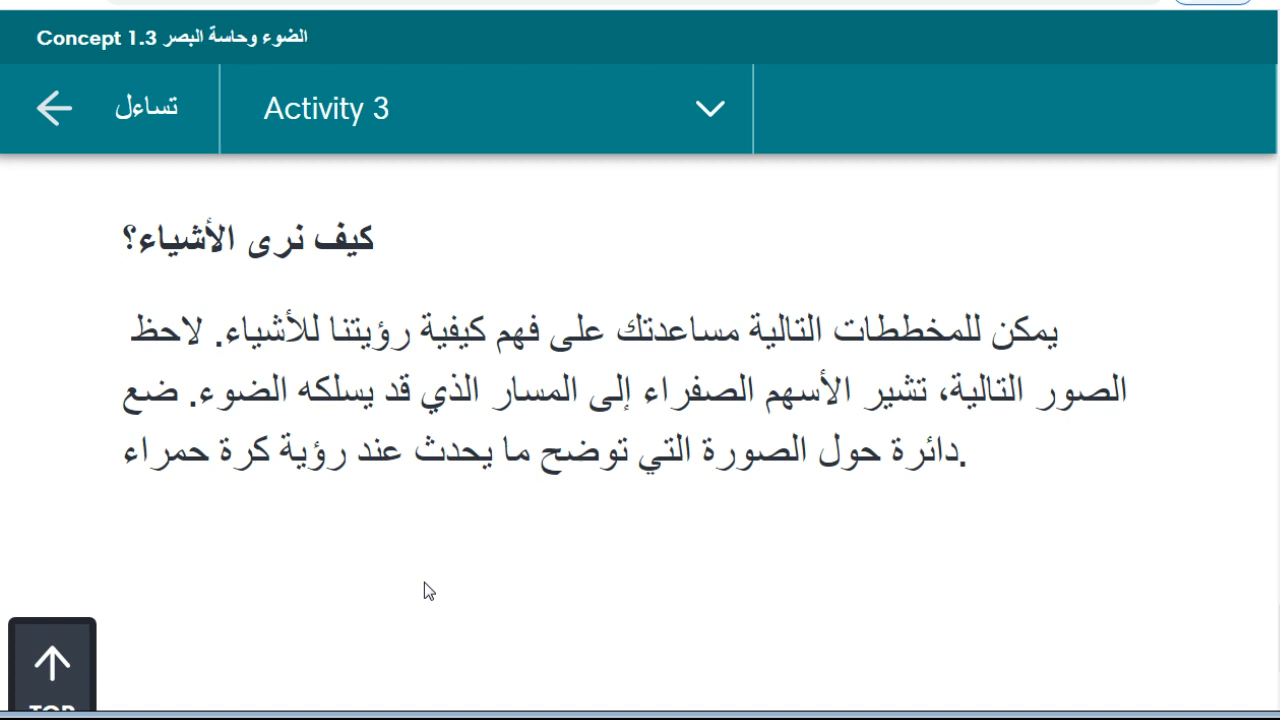 Concept 1.3 الضوء وحاسة البصر
تساءل
Activity 3
كيف نرى الأشياء؟
يمكن للمخططات التالية مساعدتك على فهم كيفية رؤيتنا للأشياء. لاحظ
الصور التالية، تشير الأسهم الصفراء إلى المسار الذي قد يسلكه الضوء. ضع
دائرة حول الصورة التي توضح ما يحدث عند رؤية كرة حمراء.
TOP